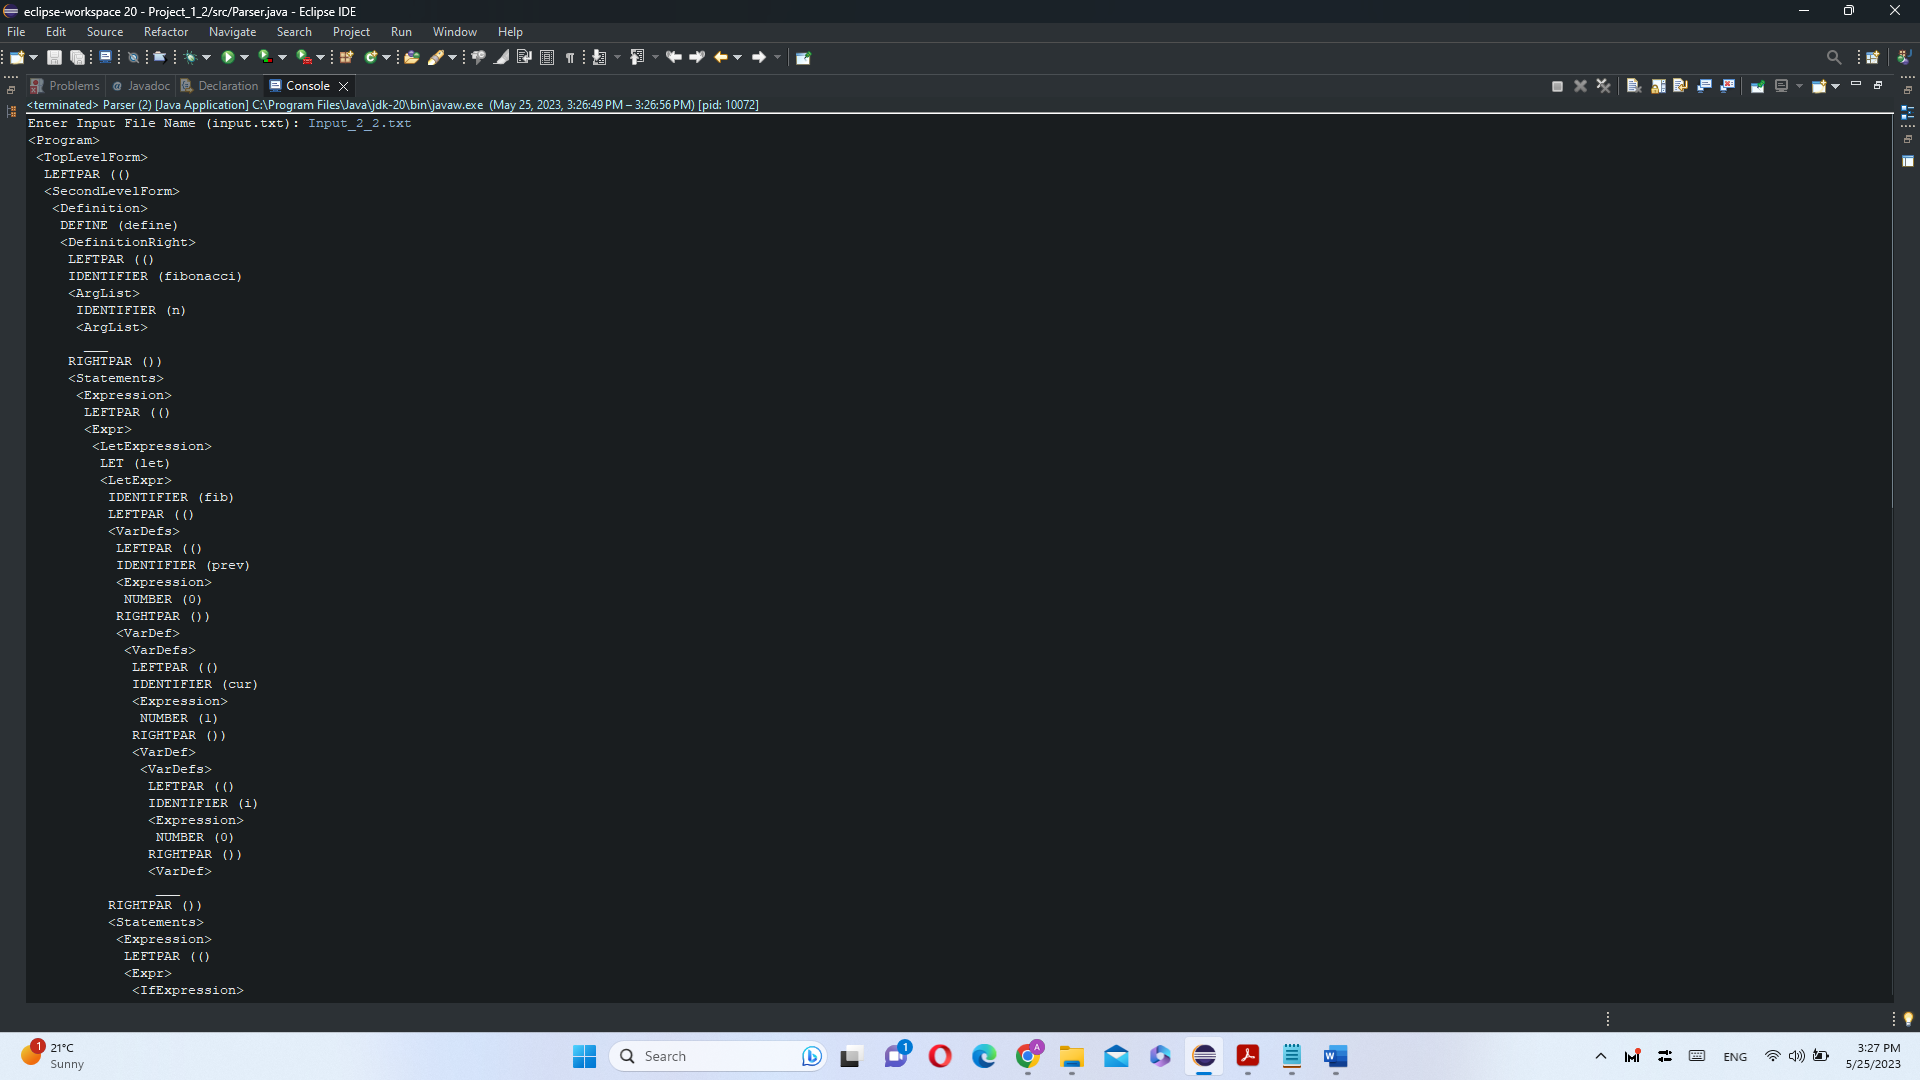 eclipse-workspace 20 - Project_1_2/src/Parser.java - Eclipse IDE
File Edit Source Refactor Navigate Search Project Run Window Help
Problems Javadoc Declaration Console
<terminated> Parser (2) [Java Application] C:\Program Files\Java\jdk-20\bin\javaw.exe (May 25, 2023, 3:26:49 PM – 3:26:56 PM) [pid: 10072]
Enter Input File Name (input.txt): Input_2_2.txt
<Program>
 <TopLevelForm>
  LEFTPAR (()
  <SecondLevelForm>
   <Definition>
    DEFINE (define)
    <DefinitionRight>
     LEFTPAR (()
     IDENTIFIER (fibonacci)
     <ArgList>
      IDENTIFIER (n)
      <ArgList>
       ___
     RIGHTPAR ())
     <Statements>
      <Expression>
       LEFTPAR (()
       <Expr>
        <LetExpression>
         LET (let)
         <LetExpr>
          IDENTIFIER (fib)
          LEFTPAR (()
          <VarDefs>
           LEFTPAR (()
           IDENTIFIER (prev)
           <Expression>
            NUMBER (0)
           RIGHTPAR ())
           <VarDef>
            <VarDefs>
             LEFTPAR (()
             IDENTIFIER (cur)
             <Expression>
              NUMBER (1)
             RIGHTPAR ())
             <VarDef>
              <VarDefs>
               LEFTPAR (()
               IDENTIFIER (i)
               <Expression>
                NUMBER (0)
               RIGHTPAR ())
               <VarDef>
                ___
          RIGHTPAR ())
          <Statements>
           <Expression>
            LEFTPAR (()
            <Expr>
             <IfExpression>
1 21°C
Sunny
Search
1
A
ENG
3:27 PM
5/25/2023